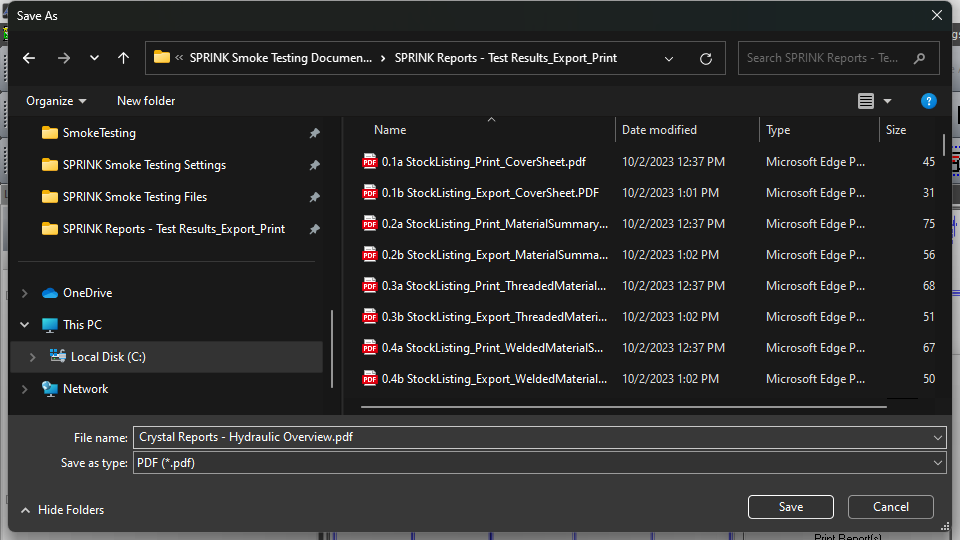 Save As
SPRINK Smoke Testing Documen... > SPRINK Reports - Test Results_Export_Print
Search SPRINK Reports - Te...
Organize
New folder
SmokeTesting
SPRINK Smoke Testing Settings
SPRINK Smoke Testing Files
SPRINK Reports - Test Results_Export_Print
OneDrive
This PC
Local Disk (C:)
Network
Name Date modified Type Size
PDF 0.1a StockListing_Print_CoverSheet.pdf 10/2/2023 12:37 PM Microsoft Edge P... 45
PDF 0.1b StockListing_Export_CoverSheet.PDF 10/2/2023 1:01 PM Microsoft Edge P... 31
PDF 0.2a StockListing_Print_MaterialSummary... 10/2/2023 12:37 PM Microsoft Edge P... 75
PDF 0.2b StockListing_Export_MaterialSumma... 10/2/2023 1:02 PM Microsoft Edge P... 56
PDF 0.3a StockListing_Print_ThreadedMaterial... 10/2/2023 12:37 PM Microsoft Edge P... 68
PDF 0.3b StockListing_Export_ThreadedMateri... 10/2/2023 1:02 PM Microsoft Edge P... 51
PDF 0.4a StockListing_Print_WeldedMaterialS... 10/2/2023 12:37 PM Microsoft Edge P... 67
PDF 0.4b StockListing_Export_WeldedMaterial... 10/2/2023 1:02 PM Microsoft Edge P... 50
File name: Crystal Reports - Hydraulic Overview.pdf
Save as type: PDF (*.pdf)
Hide Folders
Save
Cancel
Print Report(s)